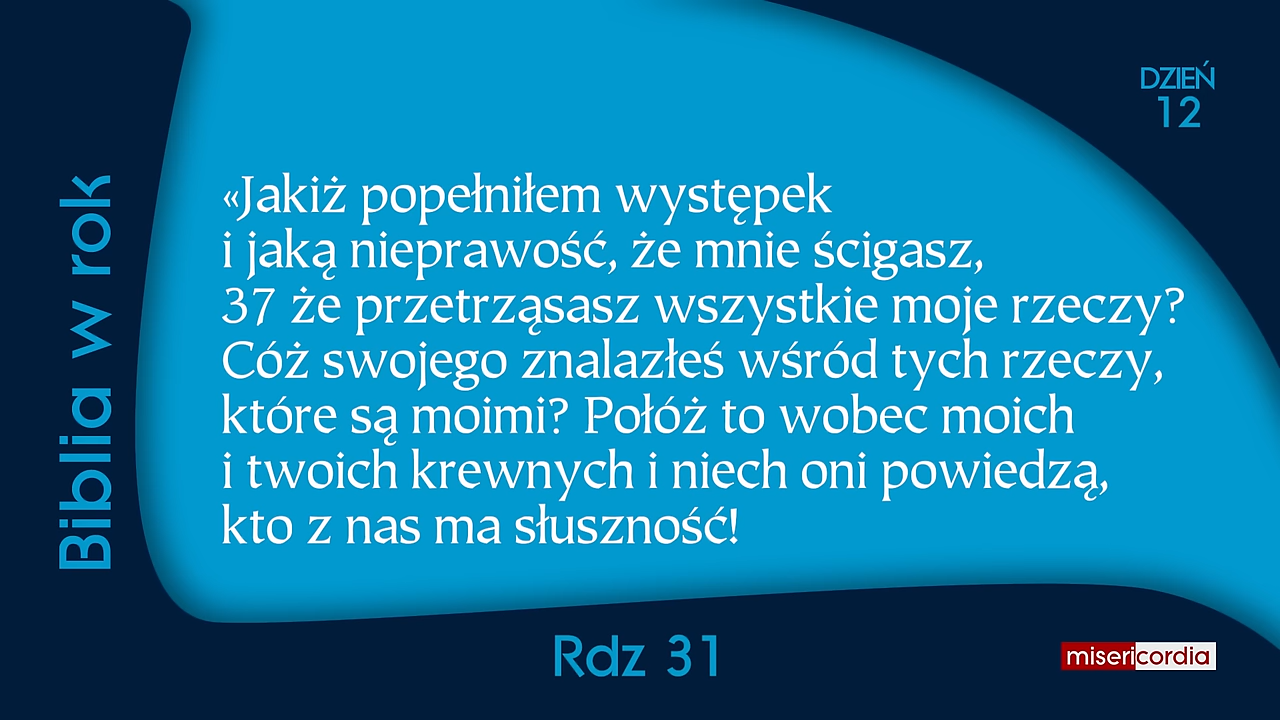 DZIEŃ
12
Biblia w rok
«Jakiż popełniłem występek
i jaką nieprawość, że mnie ścigasz,
37 że przetrząsasz wszystkie moje rzeczy?
Cóż swojego znalazłeś wśród tych rzeczy,
które są moimi? Połóż to wobec moich
i twoich krewnych i niech oni powiedzą,
kto z nas ma słuszność!
Rdz 31
misericordia